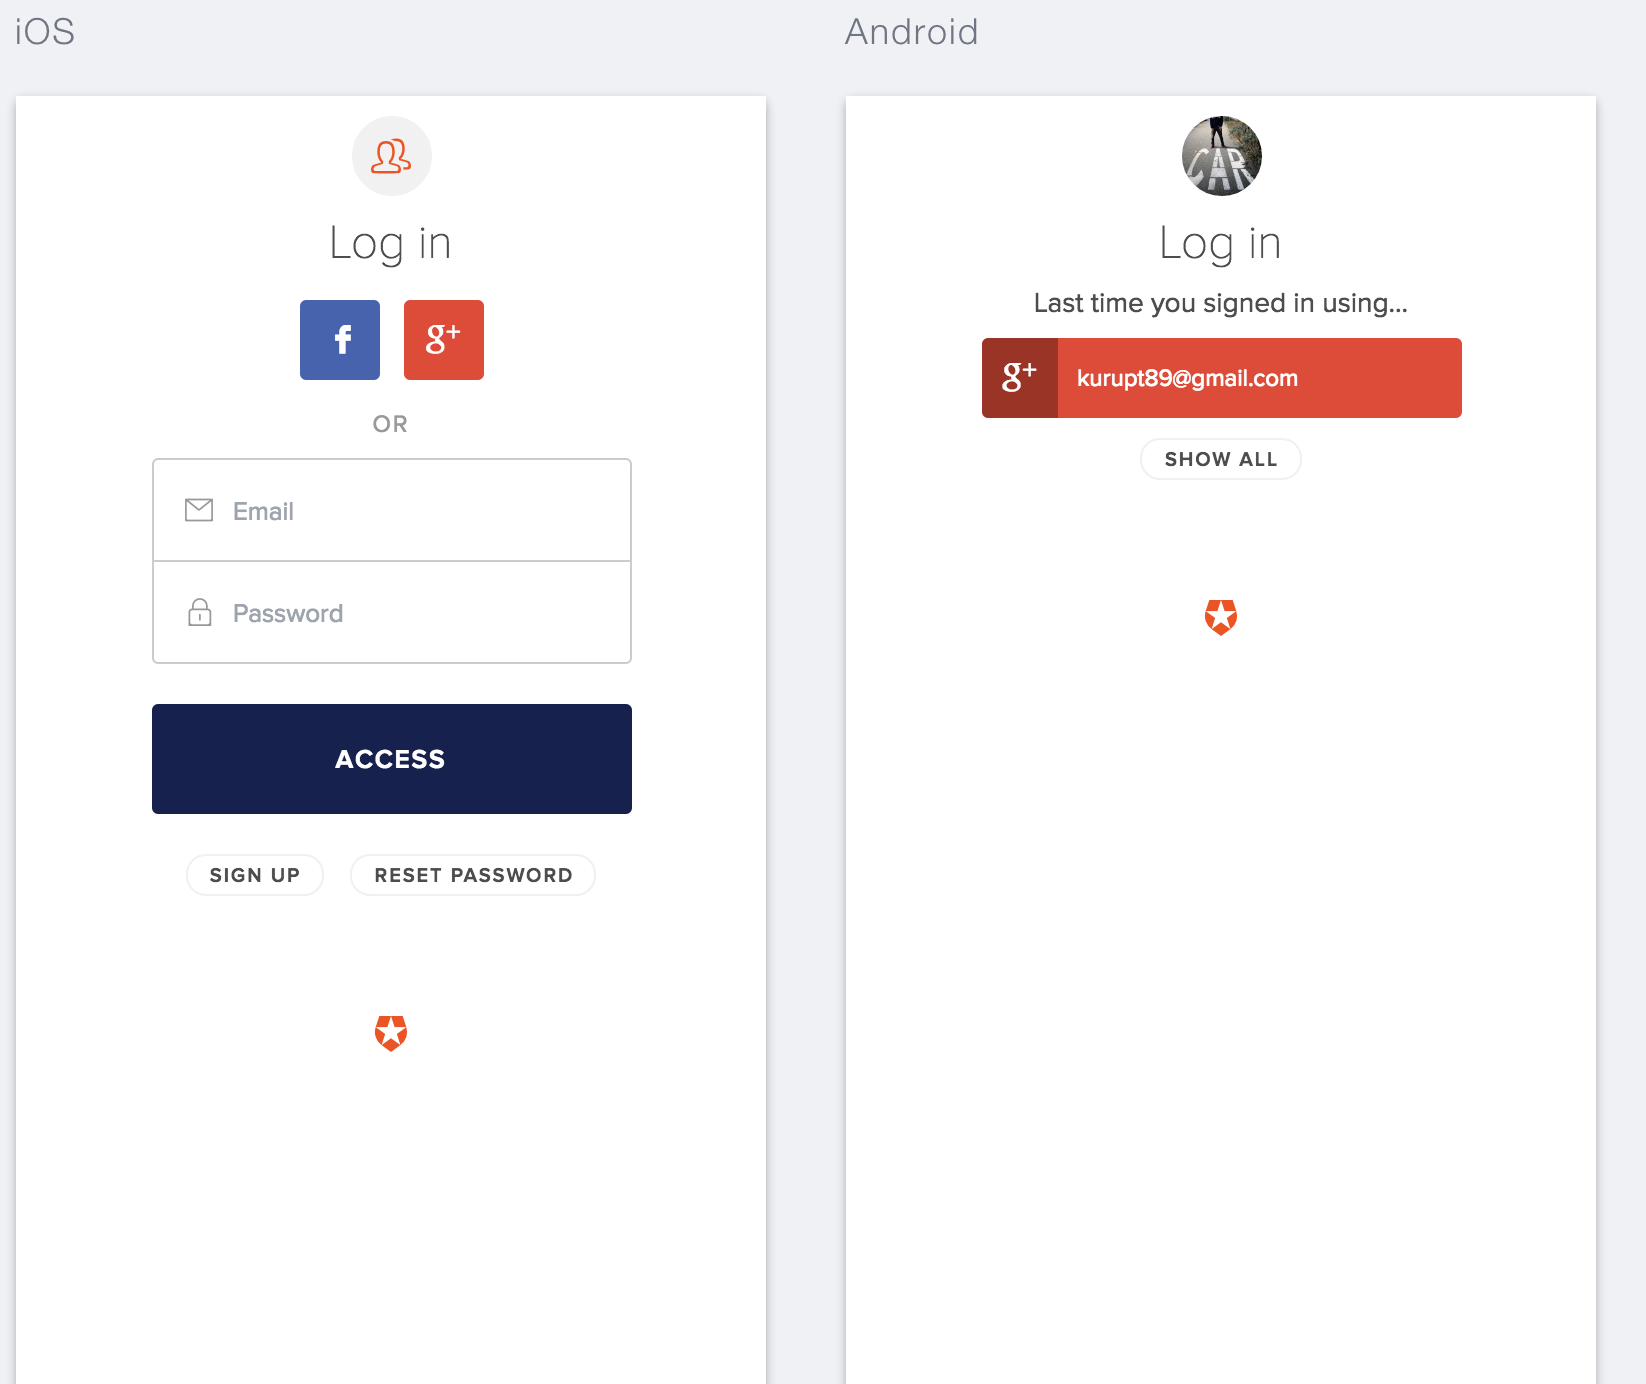 iOS
Log in
f
g+
OR
Email
Password
ACCESS
SIGN UP
RESET PASSWORD
Android
CAR
Log in
Last time you signed in using...
g+
kurupt89@gmail.com
SHOW ALL